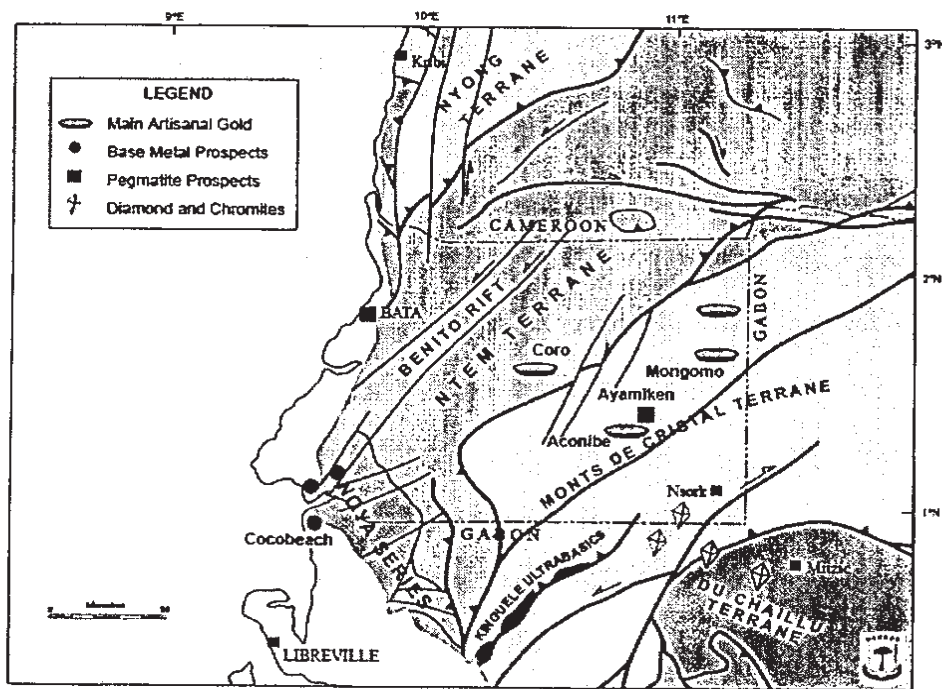 9°E
10°E
11°E
3°N
2°N
1°N
LEGEND
Main Artisanal Gold
Base Metal Prospects
Pegmatite Prospects
Diamond and Chromites
Kribi
NYONG
TERRANE
CAMEROON
BATA
BENITO RIFT
NTEM TERRANE
GABON
Coro
Mongomo
Ayamiken
Aconibe
MONTS DE CRISTAL TERRANE
Nsork
NOYA SERIES
Cocobeach
GABON
KINGUELE ULTRABASICS
Mitzic
DU CHAILLU
TERRANE
LIBREVILLE